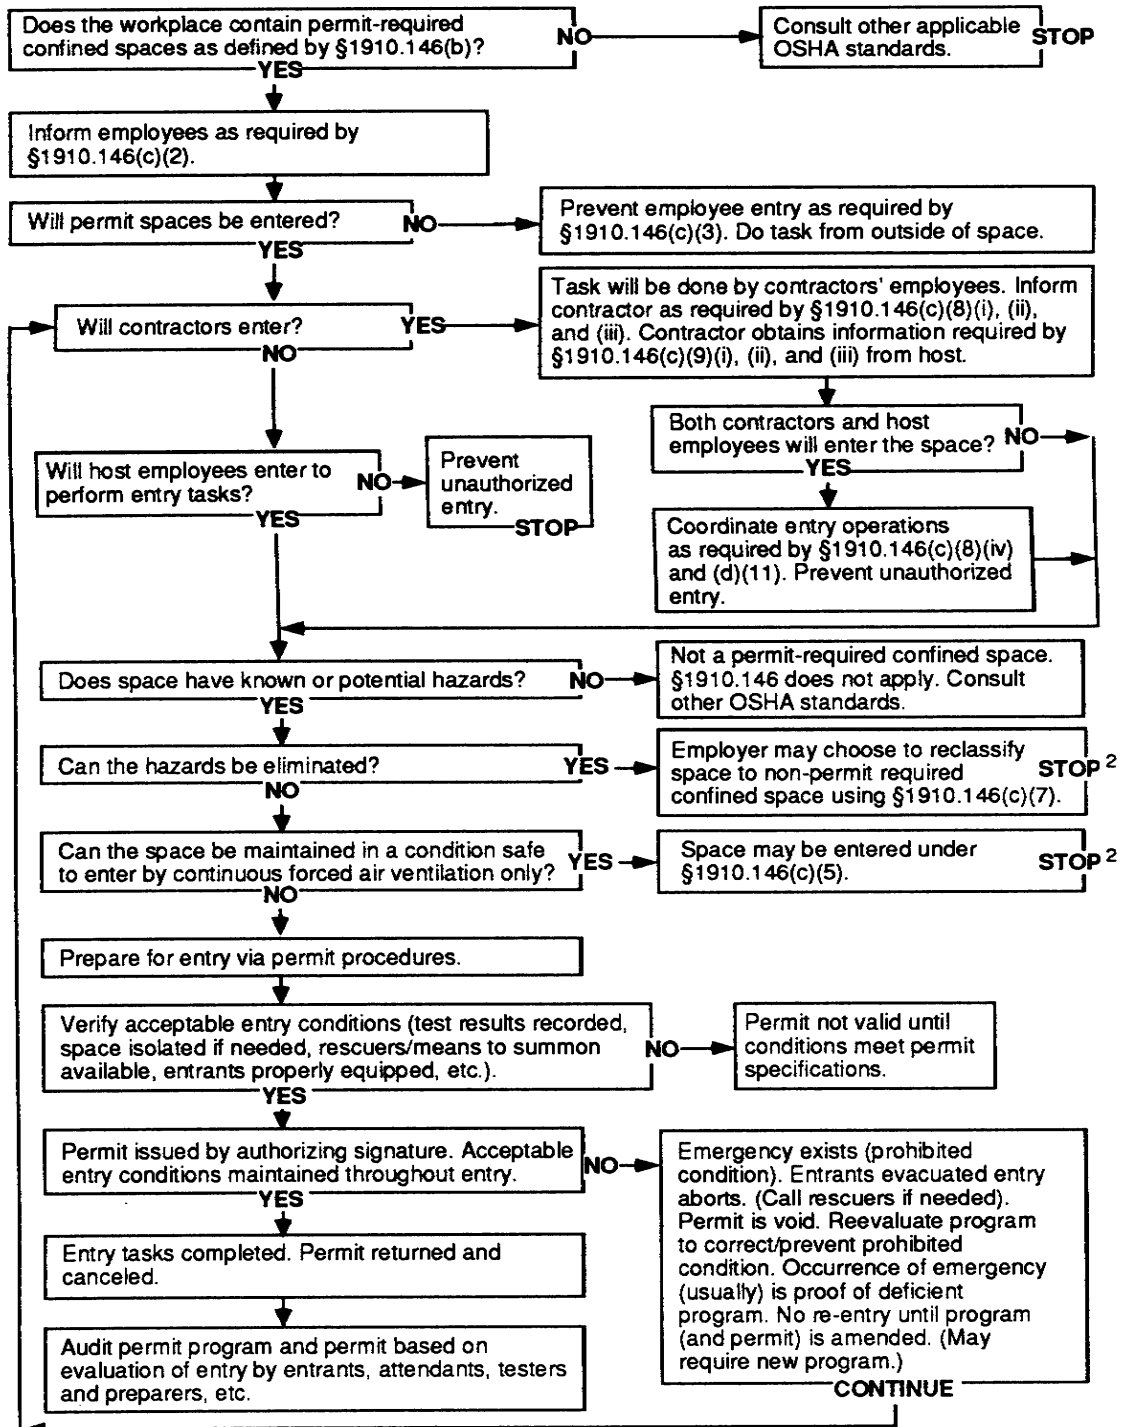 Does the workplace contain permit-required
confined spaces as defined by §1910.146(b)?
NO
YES
Consult other applicable
OSHA standards.
STOP
Inform employees as required by
§1910.146(c)(2).
Will permit spaces be entered?
NO
YES
Prevent employee entry as required by
§1910.146(c)(3). Do task from outside of space.
Will contractors enter?
YES
NO
Task will be done by contractors' employees. Inform
contractor as required by §1910.146(c)(8)(i), (ii),
and (iii). Contractor obtains information required by
§1910.146(c)(9)(i), (ii), and (iii) from host.
Both contractors and host
employees will enter the space?
NO
YES
Will host employees enter to
perform entry tasks?
NO
YES
Prevent
unauthorized
entry.
STOP
Coordinate entry operations
as required by §1910.146(c)(8)(iv)
and (d)(11). Prevent unauthorized
entry.
Does space have known or potential hazards?
NO
YES
Not a permit-required confined space.
§1910.146 does not apply. Consult
other OSHA standards.
Can the hazards be eliminated?
YES
NO
Employer may choose to reclassify
space to non-permit required
confined space using §1910.146(c)(7).
STOP 2
Can the space be maintained in a condition safe
to enter by continuous forced air ventilation only?
YES
NO
Space may be entered under
§1910.146(c)(5).
STOP 2
Prepare for entry via permit procedures.
Verify acceptable entry conditions (test results recorded,
space isolated if needed, rescuers/means to summon
available, entrants properly equipped, etc.).
NO
YES
Permit not valid until
conditions meet permit
specifications.
Permit issued by authorizing signature. Acceptable
entry conditions maintained throughout entry.
NO
YES
Emergency exists (prohibited
condition). Entrants evacuated entry
aborts. (Call rescuers if needed).
Permit is void. Reevaluate program
to correct/prevent prohibited
condition. Occurrence of emergency
(usually) is proof of deficient
program. No re-entry until program
(and permit) is amended. (May
require new program.)
CONTINUE
Entry tasks completed. Permit returned and
canceled.
Audit permit program and permit based on
evaluation of entry by entrants, attendants, testers
and preparers, etc.